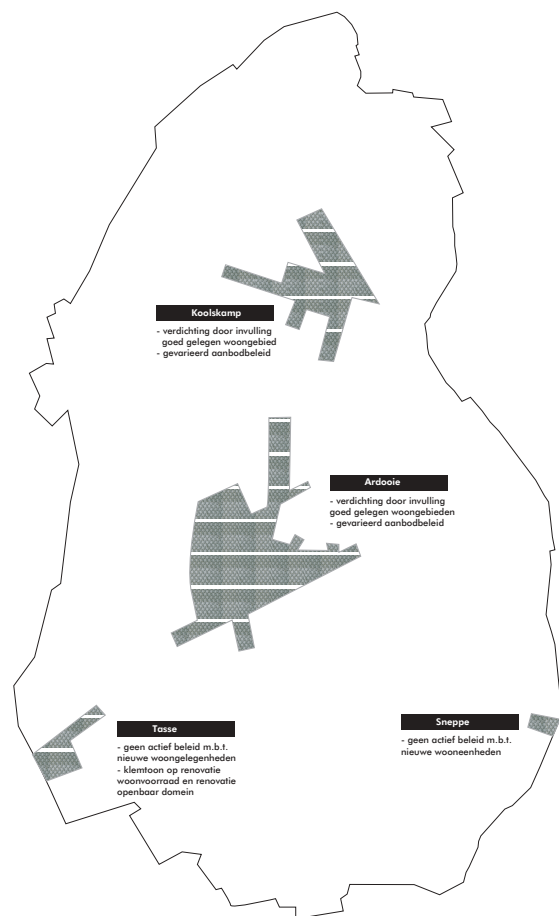 Koolskamp
- verdichting door invulling
goed gelegen woongebied
- gevarieerd aanbodbeleid
Ardooie
- verdichting door invulling
goed gelegen woongebieden
- gevarieerd aanbodbeleid
Tasse
- geen actief beleid m.b.t.
nieuwe woongelegenheden
- klemtoon op renovatie
woonvoorraad en renovatie
openbaar domein
Sneppe
- geen actief beleid m.b.t.
nieuwe wooneenheden